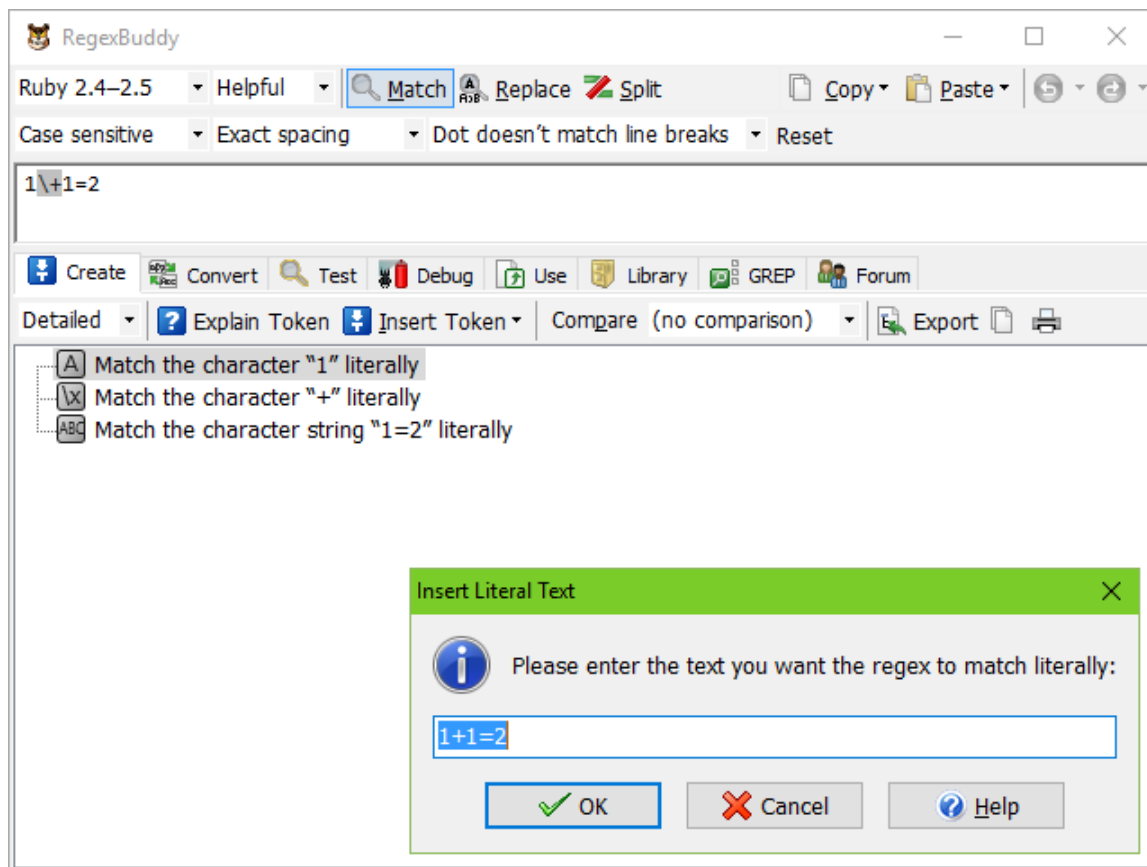 RegexBuddy
Ruby 2.4–2.5 Helpful Match Replace Split Copy Paste
Case sensitive Exact spacing Dot doesn’t match line breaks Reset
1\+1=2
Create Convert Test Debug Use Library GREP Forum
Detailed Explain Token Insert Token Compare (no comparison) Export
A Match the character “1” literally
\x Match the character “+” literally
ABC Match the character string “1=2” literally
Insert Literal Text
Please enter the text you want the regex to match literally:
1+1=2
OK Cancel Help